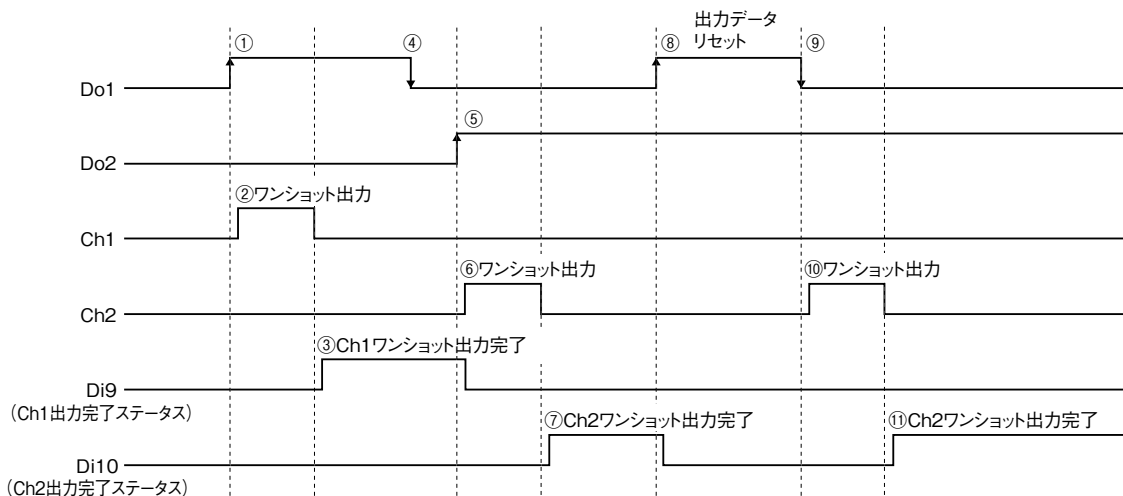 出力データ
リセット
① ④ ⑧ ⑨
Do1
⑤
Do2
②ワンショット出力
Ch1
⑥ワンショット出力 ⑩ワンショット出力
Ch2
③Ch1ワンショット出力完了
Di9
(Ch1出力完了ステータス)
⑦Ch2ワンショット出力完了 ⑪Ch2ワンショット出力完了
Di10
(Ch2出力完了ステータス)